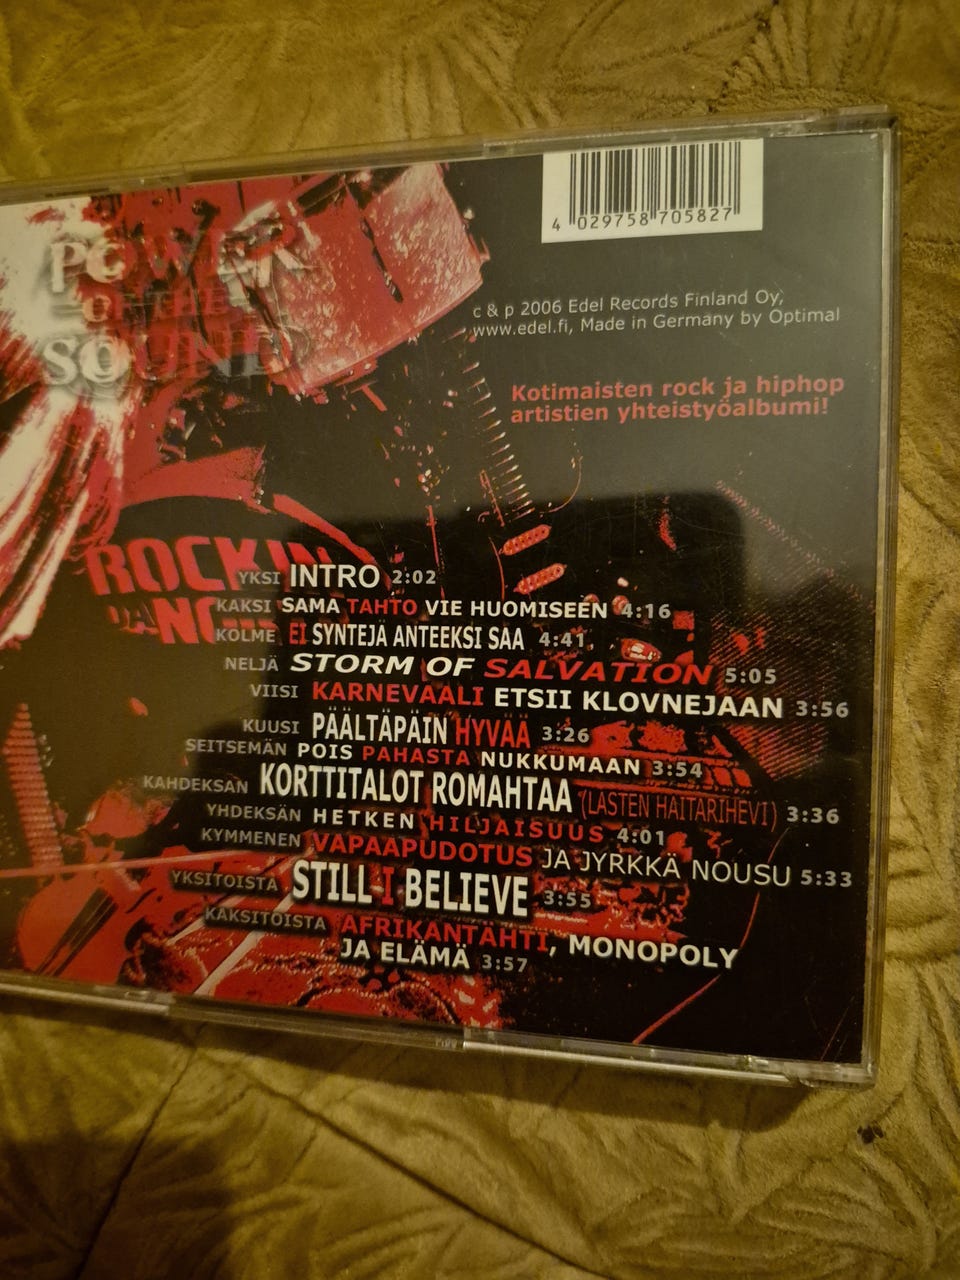 4 029758 705827
POWER
OF THE
SOUND
c & p 2006 Edel Records Finland Oy,
www.edel.fi, Made in Germany by Optimal
Kotimaisten rock ja hiphop
artistien yhteistyöalbumi!
ROCKIN
DA NO
YKSI INTRO 2:02
KAKSI SAMA TAHTO VIE HUOMISEEN 4:16
KOLME EI SYNTEJÄ ANTEEKSI SAA 4:41
NELJÄ STORM OF SALVATION 5:05
VIISI KARNEVAALI ETSII KLOVNEJAAN 3:56
KUUSI PÄÄLTÄPÄIN HYVÄÄ 3:26
SEITSEMÄN POIS PAHASTA NUKKUMAAN 3:54
KAHDEKSAN KORTTITALOT ROMAHTAA (LASTEN HAITARIHEVI) 3:36
YHDEKSÄN HETKEN HILJAISUUS 4:01
KYMMENEN VAPAAPUDOTUS JA JYRKKÄ NOUSU 5:33
YKSITOISTA STILL I BELIEVE 3:55
KAKSITOISTA AFRIKANTÄHTI, MONOPOLY
JA ELÄMÄ 3:57